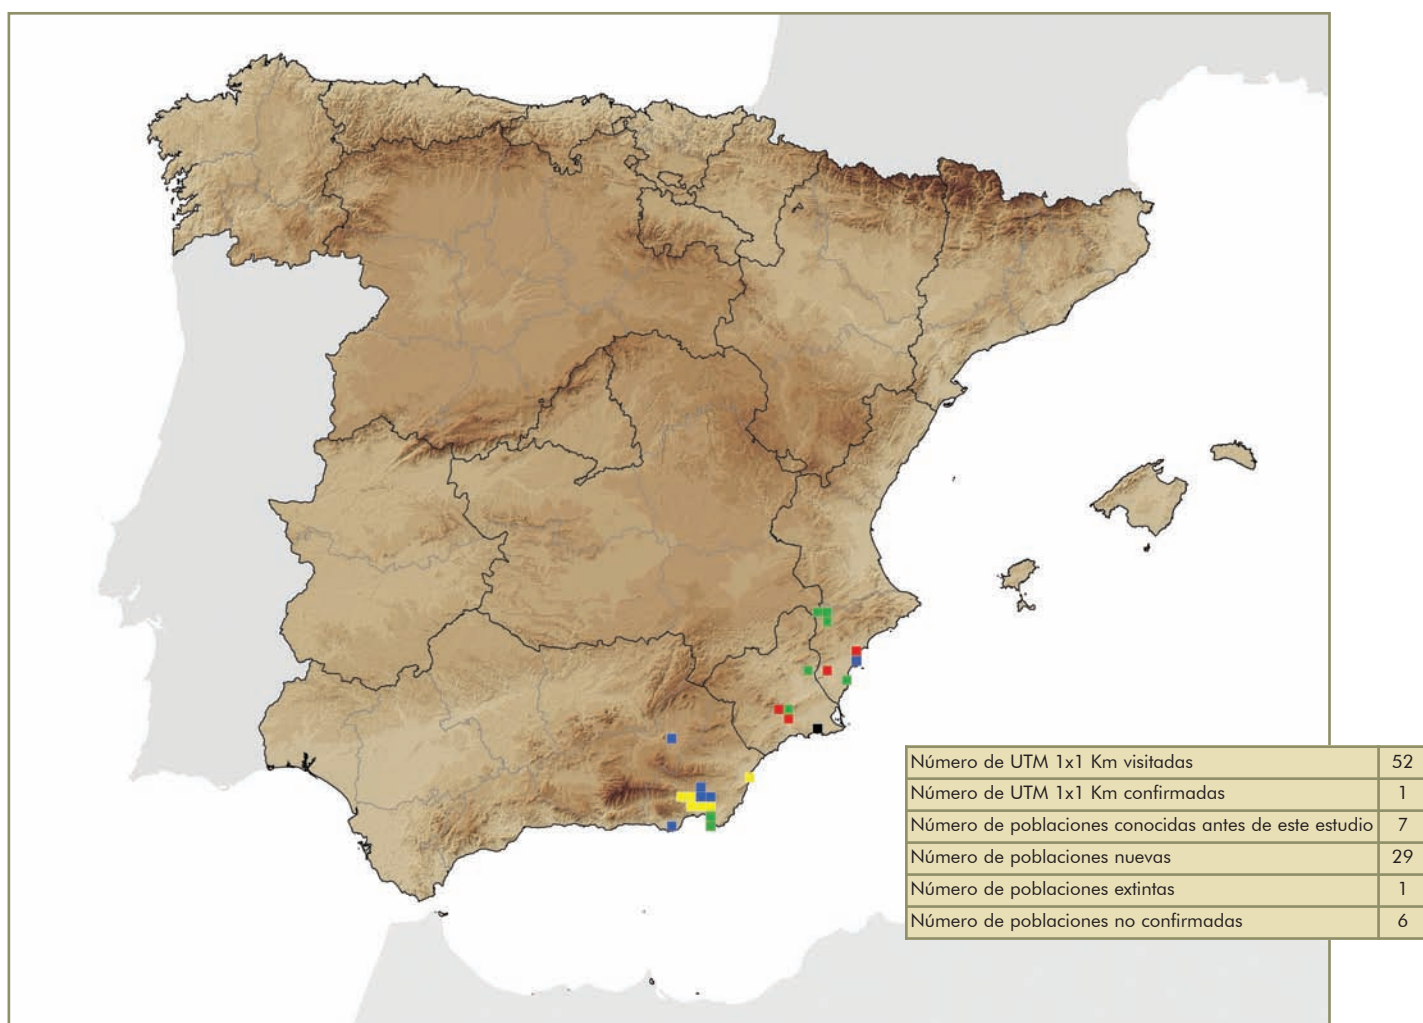 Número de UTM 1x1 Km visitadas 52
Número de UTM 1x1 Km confirmadas 1
Número de poblaciones conocidas antes de este estudio 7
Número de poblaciones nuevas 29
Número de poblaciones extintas 1
Número de poblaciones no confirmadas 6